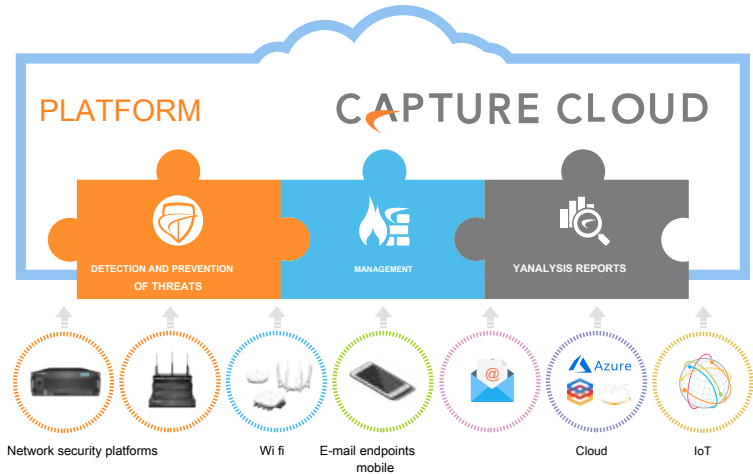 PLATFORM
CAPTURE CLOUD
DETECTION AND PREVENTION
OF THREATS
MANAGEMENT
YANALYSIS REPORTS
@
Azure
aws
Network security platforms
Wi fi
E-mail endpoints
mobile
Cloud
IoT